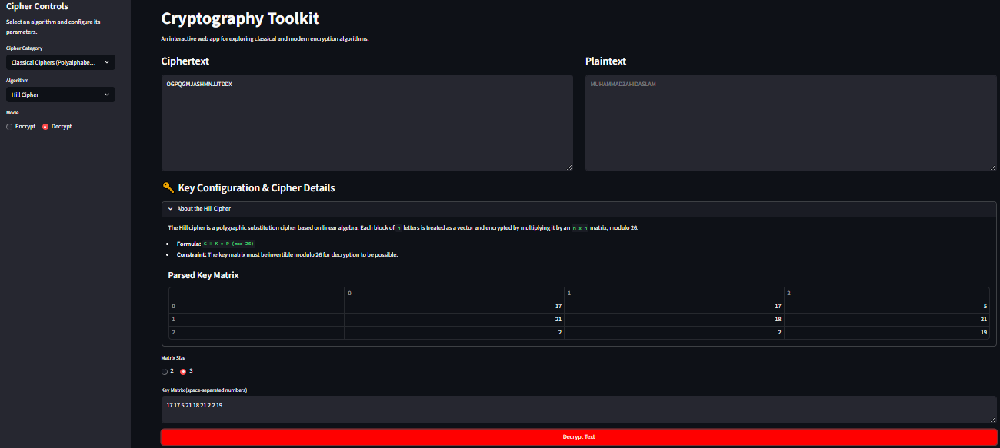 Cipher Controls
Select an algorithm and configure its
parameters.
Cipher Category
Classical Ciphers (Polyalphabe...
Algorithm
Hill Cipher
Mode
Encrypt Decrypt
Cryptography Toolkit
An interactive web app for exploring classical and modern encryption algorithms.
Ciphertext
OGPQGMJASHMNJJTDDX
Plaintext
MUHAMMADZAHIDASLAM
Key Configuration & Cipher Details
About the Hill Cipher
The Hill cipher is a polygraphic substitution cipher based on linear algebra. Each block of n letters is treated as a vector and encrypted by multiplying it by an n x n matrix, modulo 26.
Formula: C = K * P (mod 26)
Constraint: The key matrix must be invertible modulo 26 for decryption to be possible.
Parsed Key Matrix
0 1 2
0 17 17 5
1 21 18 21
2 2 2 19
Matrix Size
2 3
Key Matrix (space-separated numbers)
17 17 5 21 18 21 2 2 19
Decrypt Text